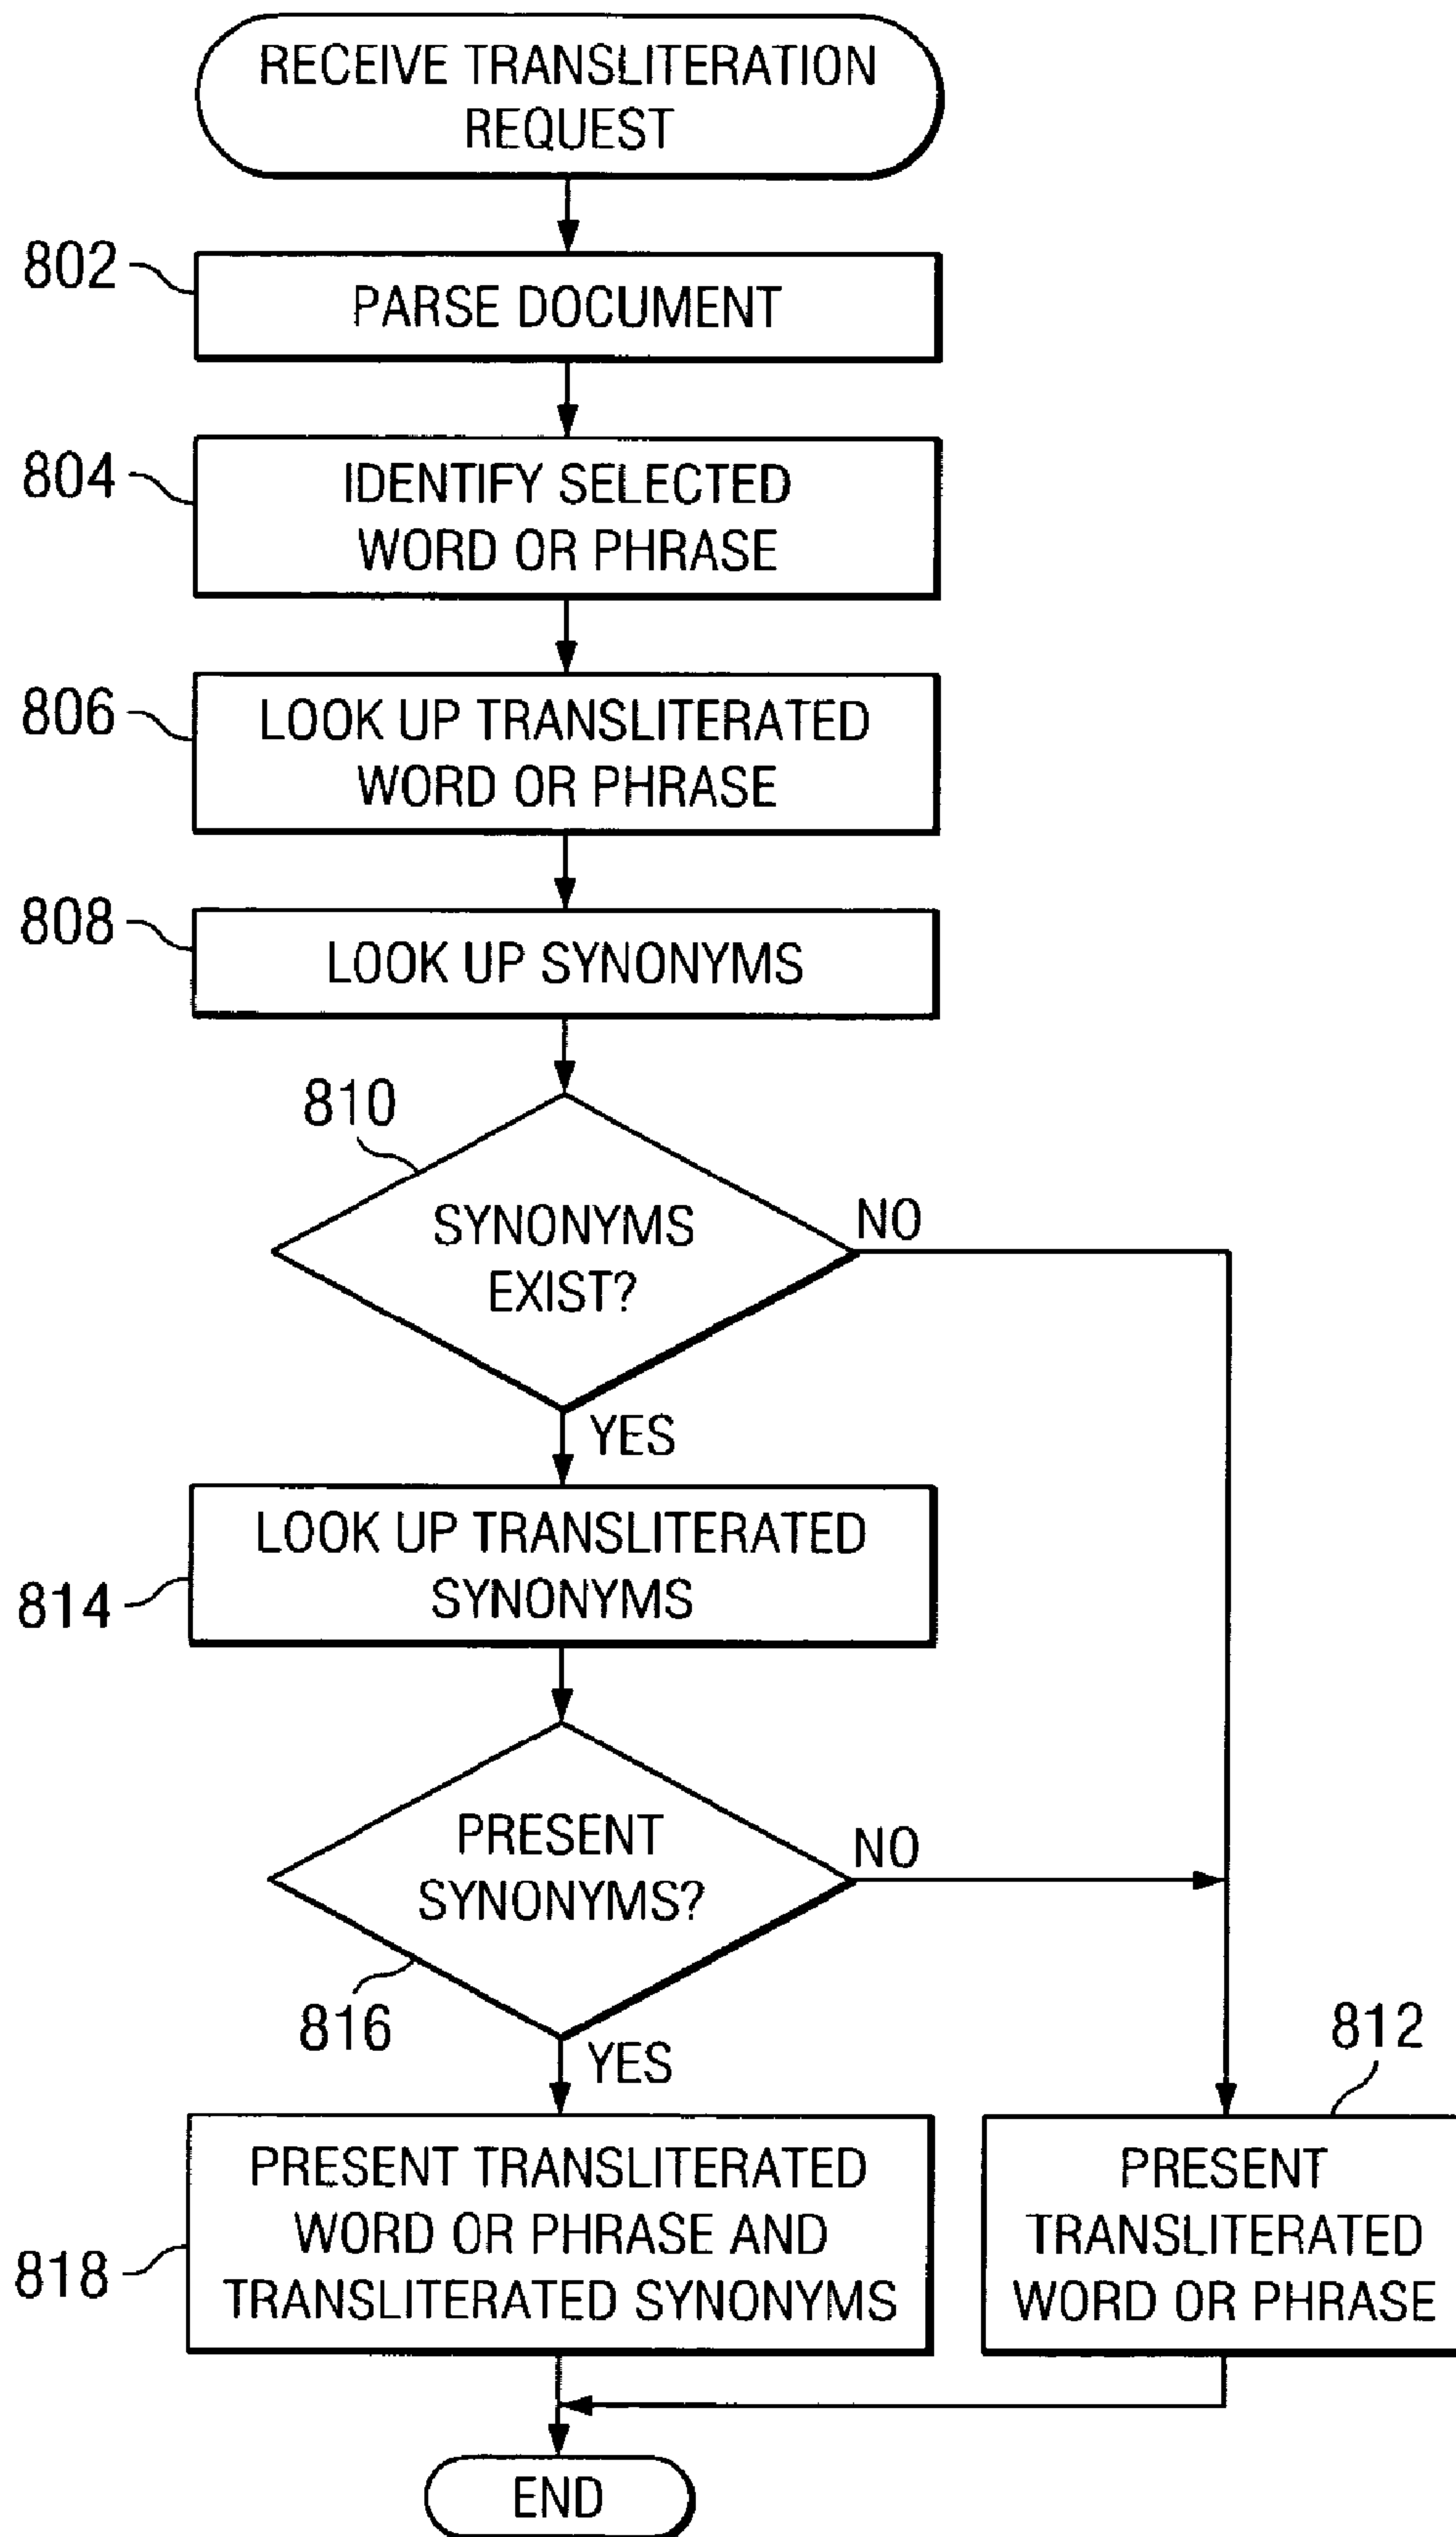 RECEIVE TRANSLITERATION
REQUEST
802
PARSE DOCUMENT
804
IDENTIFY SELECTED
WORD OR PHRASE
806
LOOK UP TRANSLITERATED
WORD OR PHRASE
808
LOOK UP SYNONYMS
810
SYNONYMS
EXIST?
NO
YES
LOOK UP TRANSLITERATED
SYNONYMS
814
PRESENT
SYNONYMS?
NO
816
YES
812
PRESENT TRANSLITERATED
WORD OR PHRASE AND
TRANSLITERATED SYNONYMS
818
PRESENT
TRANSLITERATED
WORD OR PHRASE
END